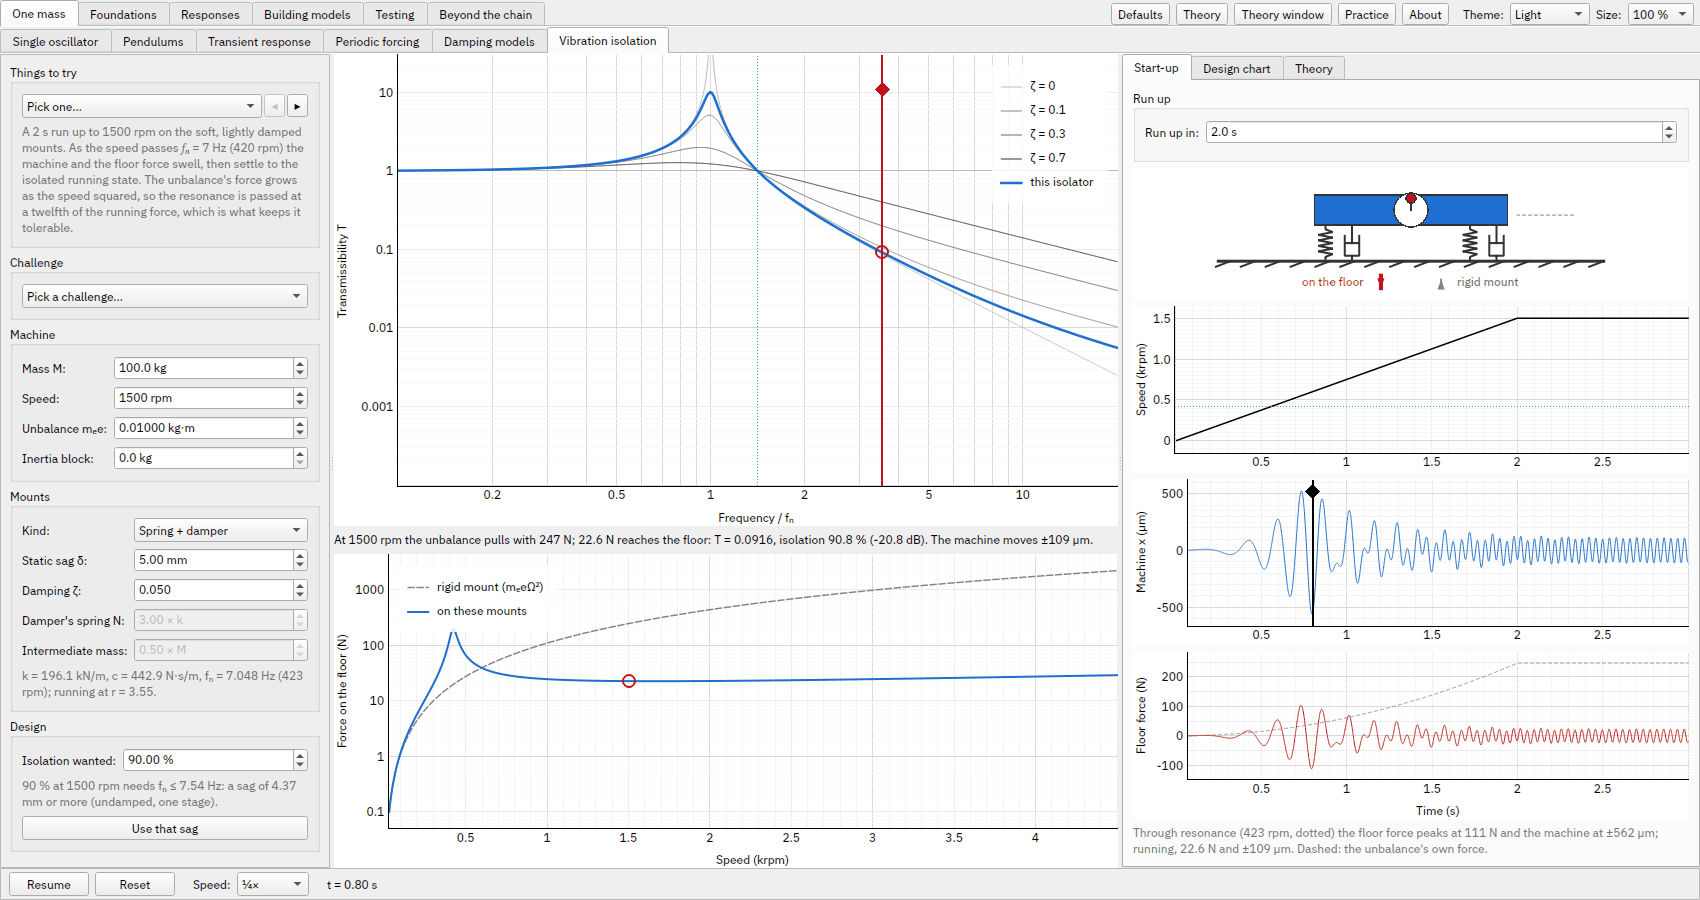 One mass Foundations Responses Building models Testing Beyond the chain Defaults Theory Theory window Practice About Theme: Light Size: 100 %
Single oscillator Pendulums Transient response Periodic forcing Damping models Vibration isolation
Things to try
Pick one...
A 2 s run up to 1500 rpm on the soft, lightly damped
mounts. As the speed passes fₙ = 7 Hz (420 rpm) the
machine and the floor force swell, then settle to the
isolated running state. The unbalance's force grows
as the speed squared, so the resonance is passed at
a twelfth of the running force, which is what keeps it
tolerable.
Challenge
Pick a challenge...
Machine
Mass M: 100.0 kg
Speed: 1500 rpm
Unbalance mₑe: 0.01000 kg·m
Inertia block: 0.0 kg
Mounts
Kind: Spring + damper
Static sag δ: 5.00 mm
Damping ζ: 0.050
Damper's spring N: 3.00 × k
Intermediate mass: 0.50 × M
k = 196.1 kN/m, c = 442.9 N·s/m, fₙ = 7.048 Hz (423
rpm); running at r = 3.55.
Design
Isolation wanted: 90.00 %
90 % at 1500 rpm needs fₙ ≤ 7.54 Hz: a sag of 4.37
mm or more (undamped, one stage).
Use that sag
Resume Reset Speed: ¼× t = 0.80 s
Transmissibility T
10
1
0.1
0.01
0.001
0.2 0.5 1 2 5 10
Frequency / fₙ
ζ = 0
ζ = 0.1
ζ = 0.3
ζ = 0.7
this isolator
At 1500 rpm the unbalance pulls with 247 N; 22.6 N reaches the floor: T = 0.0916, isolation 90.8 % (-20.8 dB). The machine moves ±109 µm.
Force on the floor (N)
1000
100
10
1
0.1
rigid mount (mₑeΩ²)
on these mounts
0.5 1 1.5 2 2.5 3 3.5 4
Speed (krpm)
Start-up Design chart Theory
Run up
Run up in: 2.0 s
on the floor rigid mount
Speed (krpm)
1.5
1.0
0.5
0
0.5 1 1.5 2 2.5
Machine x (µm)
500
0
-500
0.5 1 1.5 2 2.5
Floor force (N)
200
100
0
-100
0.5 1 1.5 2 2.5
Time (s)
Through resonance (423 rpm, dotted) the floor force peaks at 111 N and the machine at ±562 µm;
running, 22.6 N and ±109 µm. Dashed: the unbalance's own force.